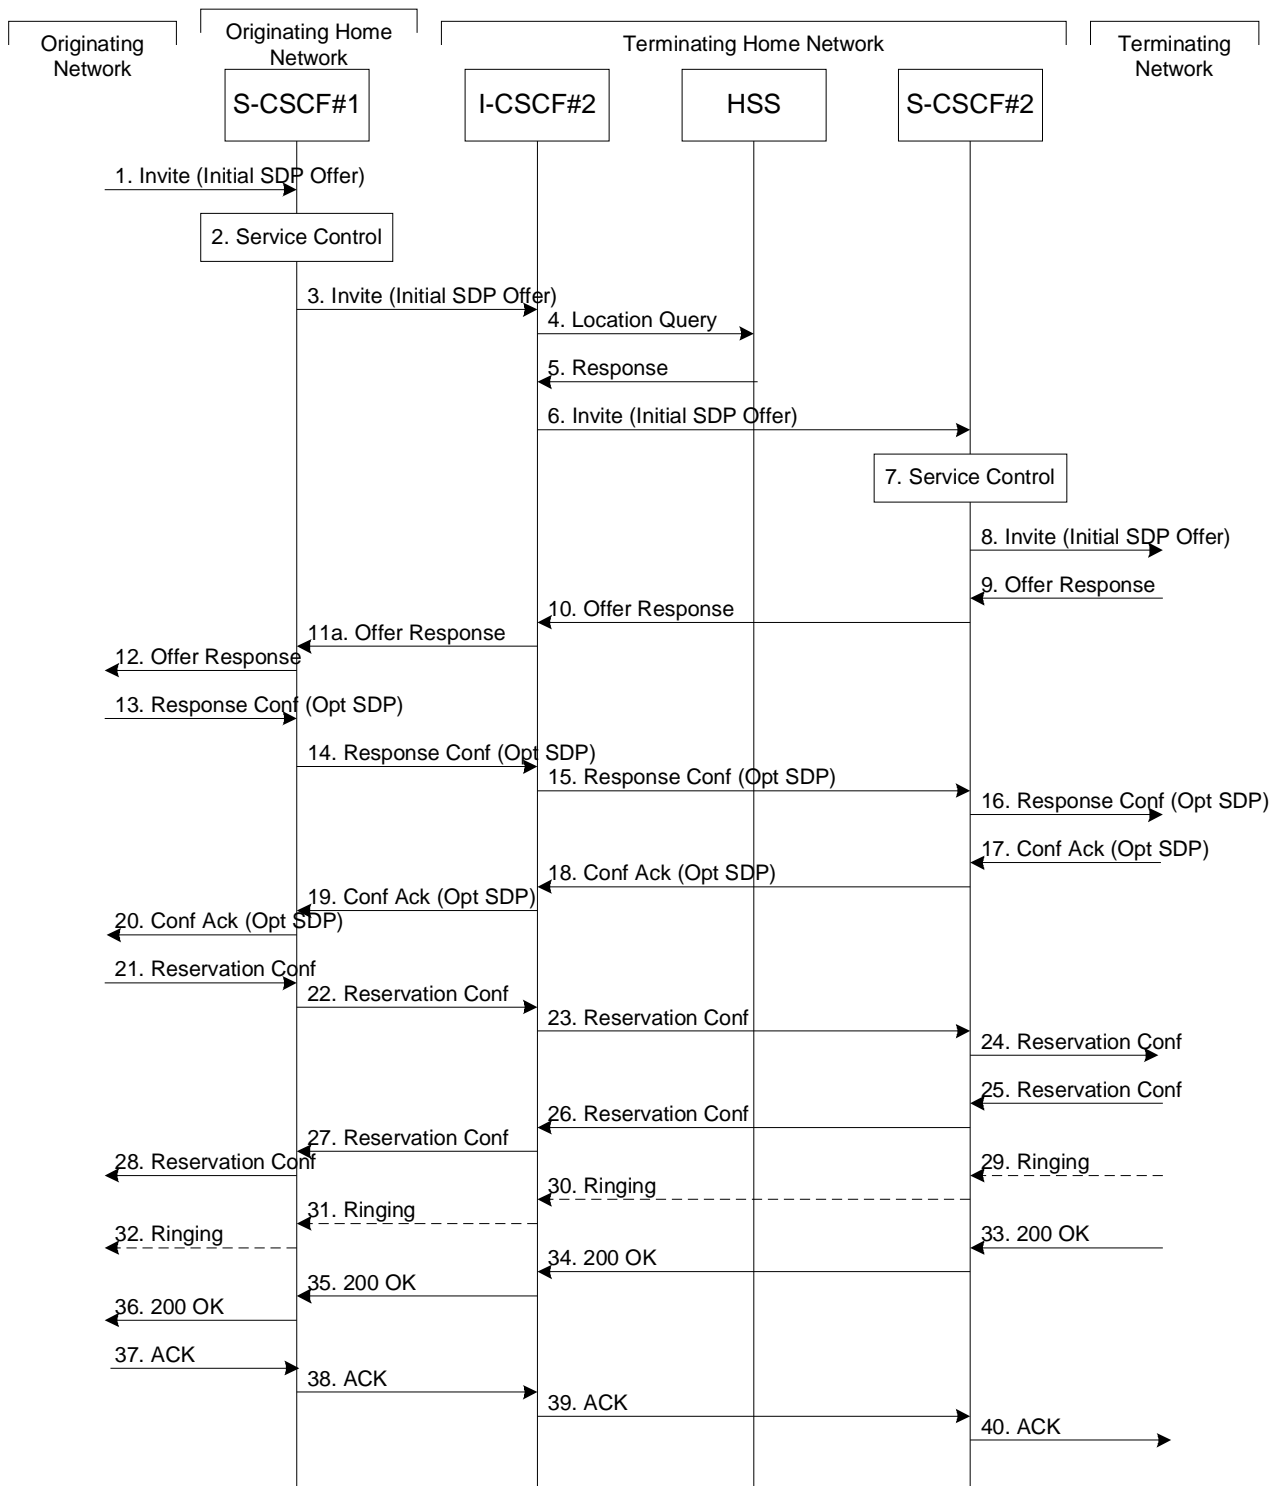 Originating
Network
Originating Home
Network
Terminating Home Network
Terminating
Network
S-CSCF#1
I-CSCF#2
HSS
S-CSCF#2
1. Invite (Initial SDP Offer)
2. Service Control
3. Invite (Initial SDP Offer)
4. Location Query
5. Response
6. Invite (Initial SDP Offer)
7. Service Control
8. Invite (Initial SDP Offer)
9. Offer Response
10. Offer Response
11a. Offer Response
12. Offer Response
13. Response Conf (Opt SDP)
14. Response Conf (Opt SDP)
15. Response Conf (Opt SDP)
16. Response Conf (Opt SDP)
17. Conf Ack (Opt SDP)
18. Conf Ack (Opt SDP)
19. Conf Ack (Opt SDP)
20. Conf Ack (Opt SDP)
21. Reservation Conf
22. Reservation Conf
23. Reservation Conf
24. Reservation Conf
25. Reservation Conf
26. Reservation Conf
27. Reservation Conf
28. Reservation Conf
29. Ringing
30. Ringing
31. Ringing
32. Ringing
33. 200 OK
34. 200 OK
35. 200 OK
36. 200 OK
37. ACK
38. ACK
39. ACK
40. ACK